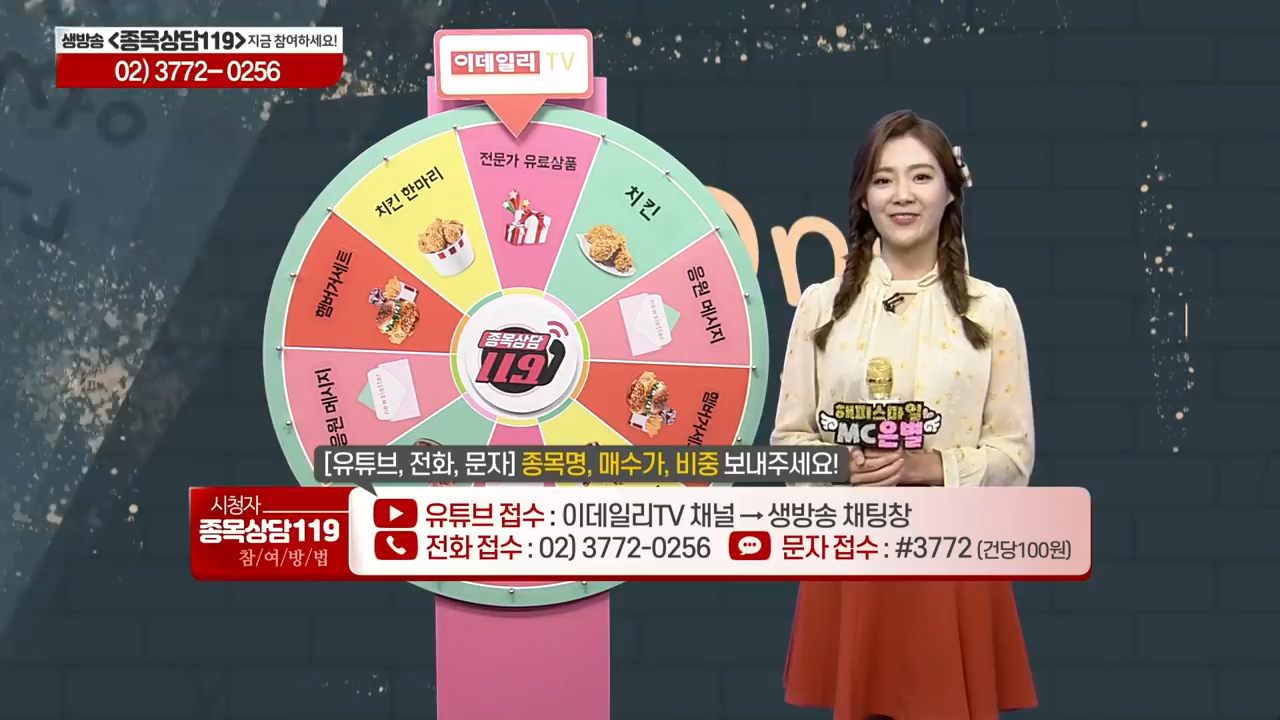 생방송 <종목상담119> 지금 참여하세요!
02) 3772-0256
이데일리 TV
전문가 유료상품
치킨 한마리
치킨
햄버거세트
응원 메시지
newsletter
응원 메시지
newsletter
종목상담
119
On
해피스마일
MC은별
[유튜브, 전화, 문자] 종목명, 매수가, 비중 보내주세요!
시청자
종목상담119
참/여/방/법
유튜브 접수 : 이데일리TV 채널 → 생방송 채팅창
전화 접수 : 02) 3772-0256
문자 접수 : #3772 (건당100원)